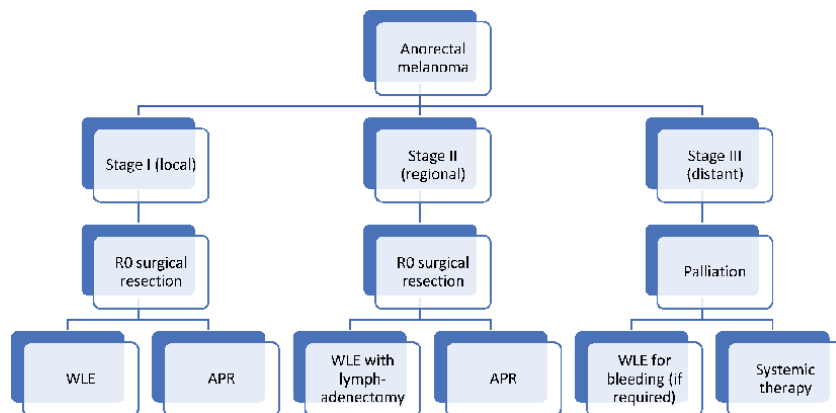 Anorectal
melanoma
Stage I (local)
Stage II
(regional)
Stage III
(distant)
R0 surgical
resection
R0 surgical
resection
Palliation
WLE
APR
WLE with
lymph-
adenectomy
APR
WLE for
bleeding (if
required)
Systemic
therapy